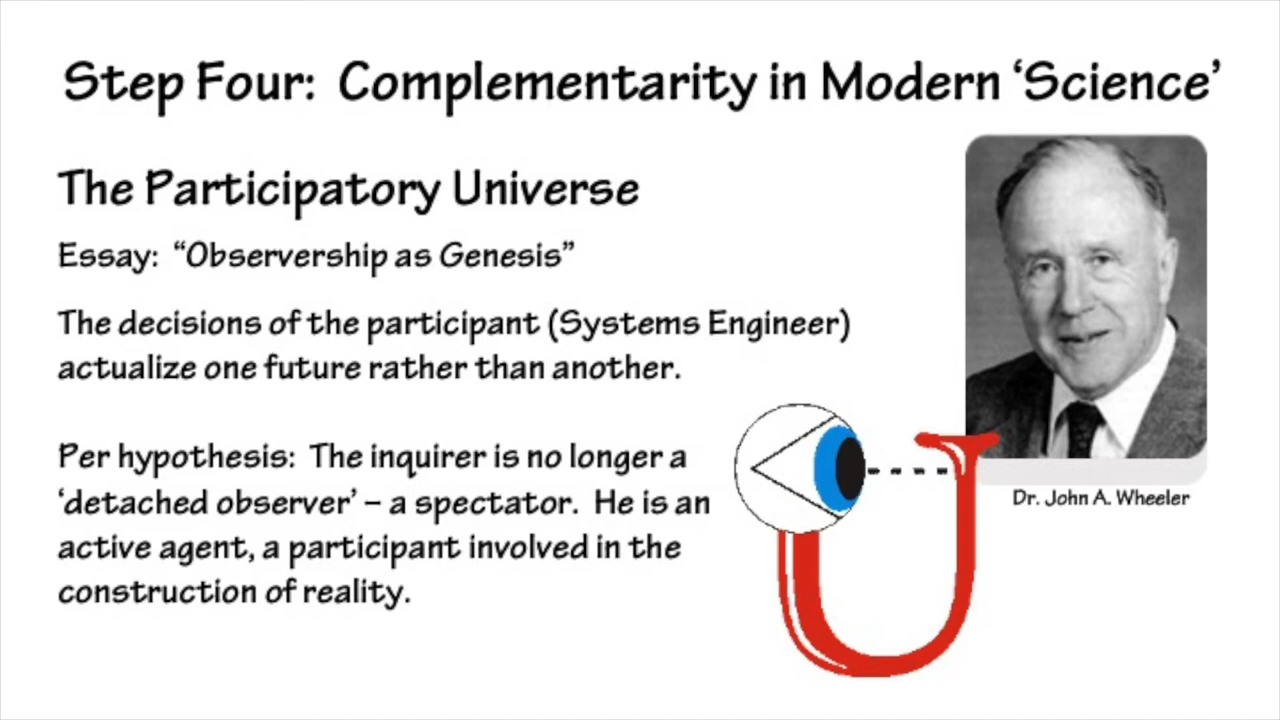 Step Four:  Complementarity in Modern ‘Science’
The Participatory Universe
Essay:  “Observership as Genesis”
The decisions of the participant (Systems Engineer)
actualize one future rather than another.
Per hypothesis:  The inquirer is no longer a
‘detached observer’ – a spectator.  He is an
active agent, a participant involved in the
construction of reality.
Dr. John A. Wheeler